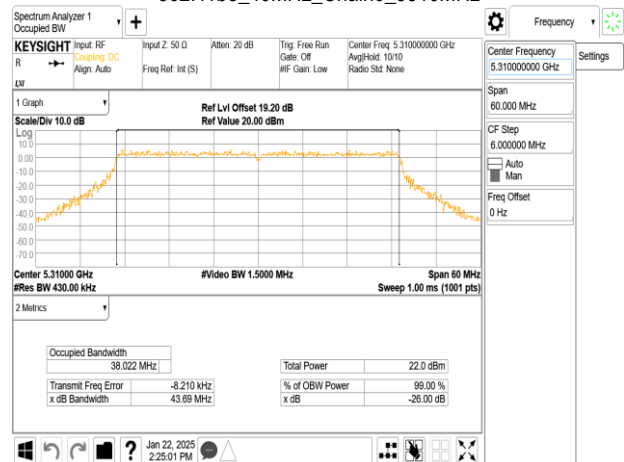 Spectrum Analyzer 1
Occupied BW
Frequency
KEYSIGHT
R
Input: RF
Coupling: DC
Align: Auto
Input Z: 50 Ω
Freq Ref: Int (S)
Atten: 20 dB
Trig: Free Run
Gate: Off
#IF Gain: Low
Center Freq: 5.310000000 GHz
Avg|Hold: 10/10
Radio Std: None
Center Frequency
5.310000000 GHz
Settings
Span
60.000 MHz
CF Step
6.000000 MHz
Auto
Man
Freq Offset
0 Hz
1 Graph
Scale/Div 10.0 dB
Ref Lvl Offset 19.20 dB
Ref Value 20.00 dBm
Log
10.0
0.00
-10.0
-20.0
-30.0
-40.0
-50.0
-60.0
-70.0
Center 5.31000 GHz
#Res BW 430.00 kHz
#Video BW 1.5000 MHz
Span 60 MHz
Sweep 1.00 ms (1001 pts)
2 Metrics
Occupied Bandwidth
38.022 MHz
Total Power 22.0 dBm
Transmit Freq Error -8.210 kHz
% of OBW Power 99.00 %
x dB Bandwidth 43.69 MHz
x dB -26.00 dB
?
Jan 22, 2025
2:25:01 PM